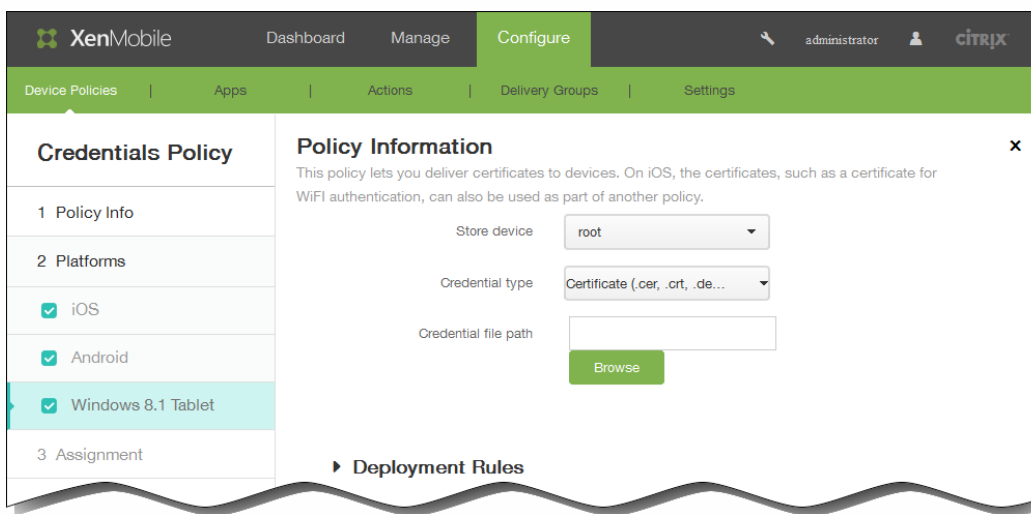 XenMobile Dashboard Manage Configure administrator CİTRIX
Device Policies | Apps | Actions | Delivery Groups | Settings
Credentials Policy
1 Policy Info
2 Platforms
iOS
Android
Windows 8.1 Tablet
3 Assignment
Policy Information
x
This policy lets you deliver certificates to devices. On iOS, the certificates, such as a certificate for
WiFI authentication, can also be used as part of another policy.
Store device root
Credential type Certificate (.cer, .crt, .de...
Credential file path
Browse
Deployment Rules